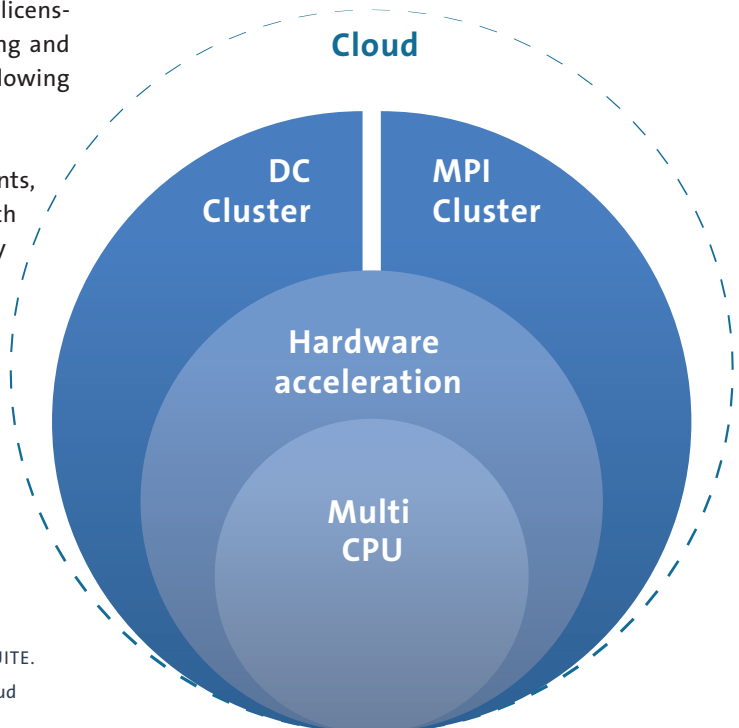 licens-
ng and
lowing
nts,
th
y
Cloud
DC
Cluster
MPI
Cluster
Hardware
acceleration
Multi
CPU
UITE.
ud